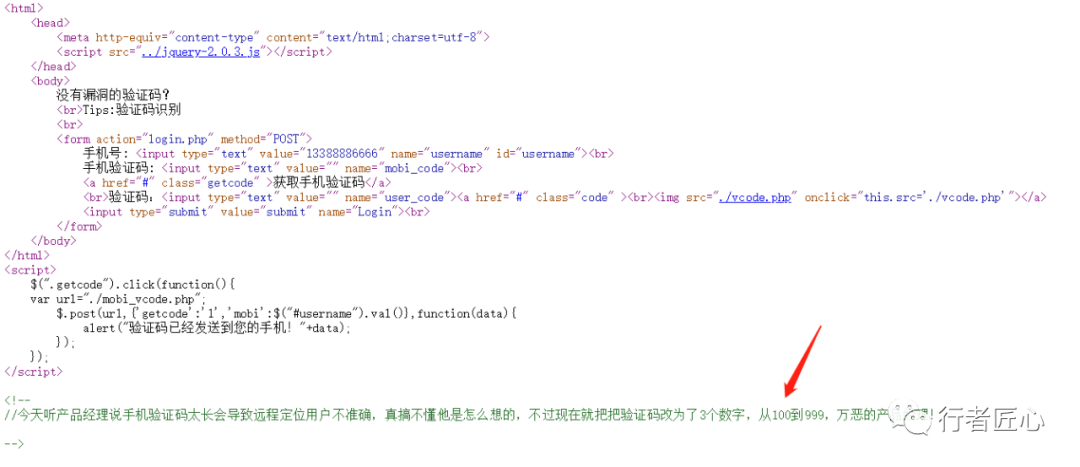 <html>
<head>
<meta http-equiv="content-type" content="text/html;charset=utf-8">
<script src="../jquery-2.0.3.js"></script>
</head>
<body>
没有漏洞的验证码？
<br>Tips:验证码识别
<br>
<form action="login.php" method="POST">
手机号: <input type="text" value="13388886666" name="username" id="username"><br>
手机验证码: <input type="text" value="" name="mobi_code"><br>
<a href="#" class="getcode" >获取手机验证码</a>
<br>验证码: <input type="text" value="" name="user_code"><a href="#" class="code" ><br><img src="./vcode.php" onclick="this.src='./vcode.php'"></a>
<input type="submit" value="submit" name="Login"><br>
</form>
</body>
</html>
<script>
$(".getcode").click(function(){
var url="./mobi_vcode.php";
$.post(url,{'getcode':'1','mobi':$("#username").val()},function(data){
alert("验证码已经发送到您的手机! "+data);
});
});
</script>
<!--
//今天听产品经理说手机验证码太长会导致远程定位用户不准确，真搞不懂他是怎么想的，不过现在就把把验证码改为了3个数字，从100到999，万恶的产
行者匠心
-->